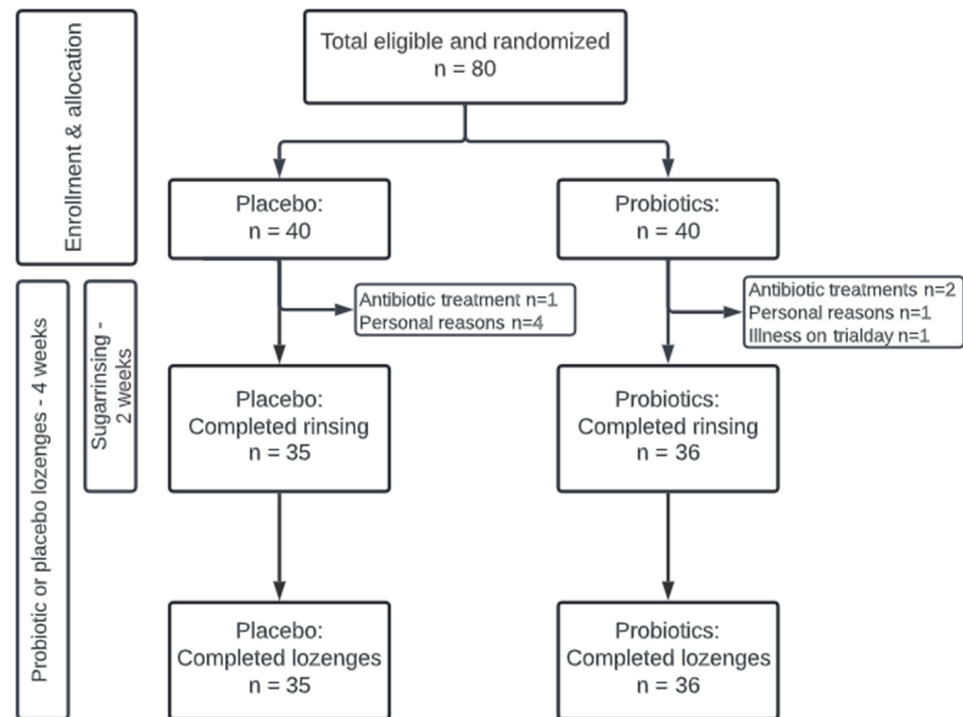 Enrollment & allocation
Total eligible and randomized
n = 80
Placebo:
n = 40
Probiotics:
n = 40
Probiotic or placebo lozenges - 4 weeks
Sugarrinsing -
2 weeks
Antibiotic treatment n=1
Personal reasons n=4
Antibiotic treatments n=2
Personal reasons n=1
Illness on trialday n=1
Placebo:
Completed rinsing
n = 35
Probiotics:
Completed rinsing
n = 36
Placebo:
Completed lozenges
n = 35
Probiotics:
Completed lozenges
n = 36